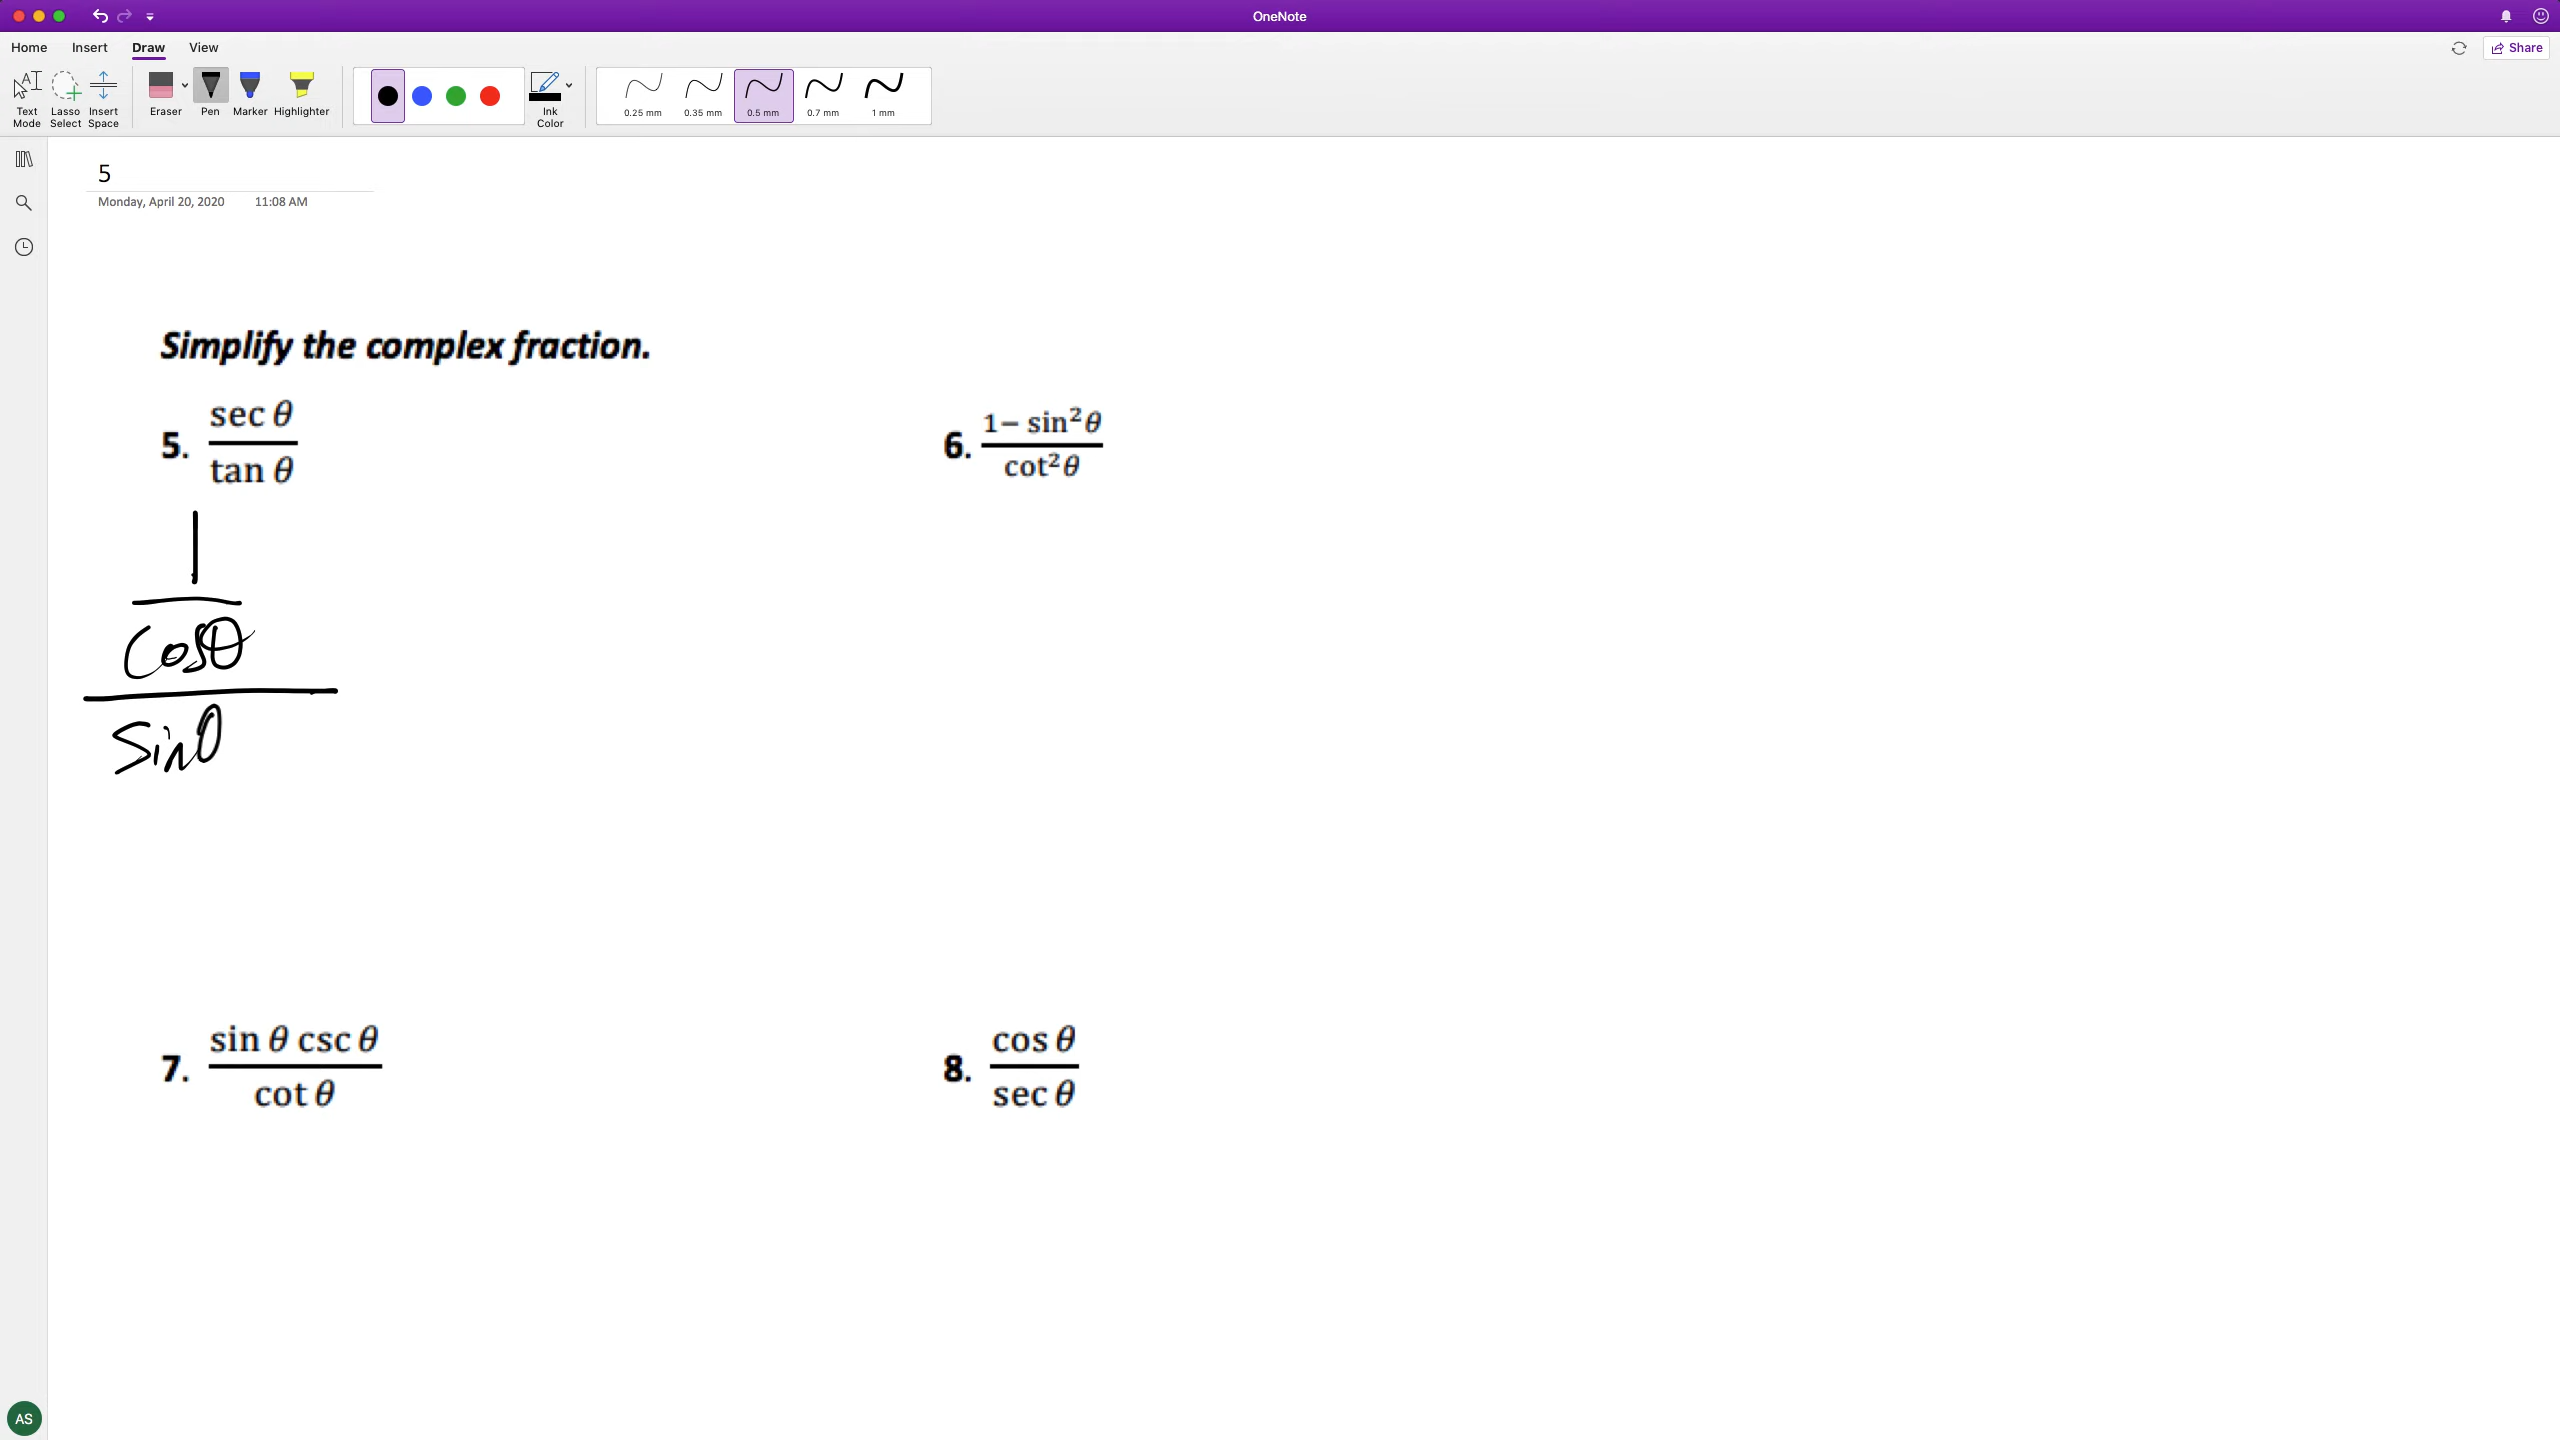 OneNote
Home Insert Draw View
Share
Text Mode Lasso Select Insert Space Eraser Pen Marker Highlighter Ink Color 0.25 mm 0.35 mm 0.5 mm 0.7 mm 1 mm
5
Monday, April 20, 2020 11:08 AM
Simplify the complex fraction.
5. sec θ / tan θ
6. 1− sin²θ / cot²θ
1
cosθ
sinθ
7. sin θ csc θ / cot θ
8. cos θ / sec θ
AS